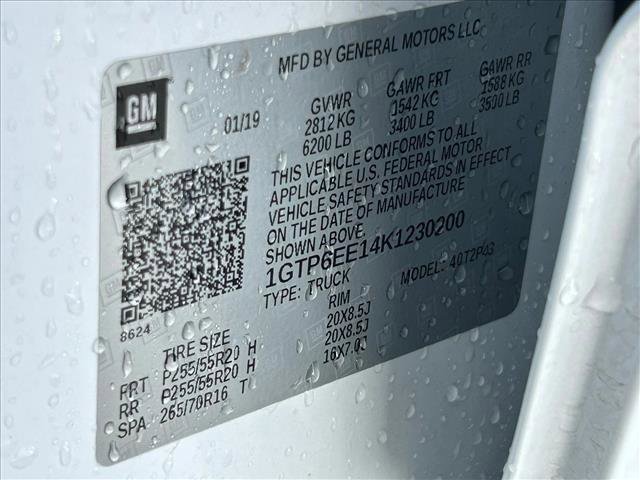 MFD BY GENERAL MOTORS LLC
GM
01/19
GVWR
2812 KG
6200 LB
GAWR FRT
1542 KG
3400 LB
GAWR RR
1588 KG
3500 LB
THIS VEHICLE CONFORMS TO ALL
APPLICABLE U.S. FEDERAL MOTOR
VEHICLE SAFETY STANDARDS IN EFFECT
ON THE DATE OF MANUFACTURE
SHOWN ABOVE.
1GTP6EE14K1230200
TYPE: TRUCK
MODEL: 40T2P43
8624
TIRE SIZE
RIM
FRT P255/55R20 H 20X8.5J
RR P255/55R20 H 20X8.5J
SPA 265/70R16 T 16X7.0J